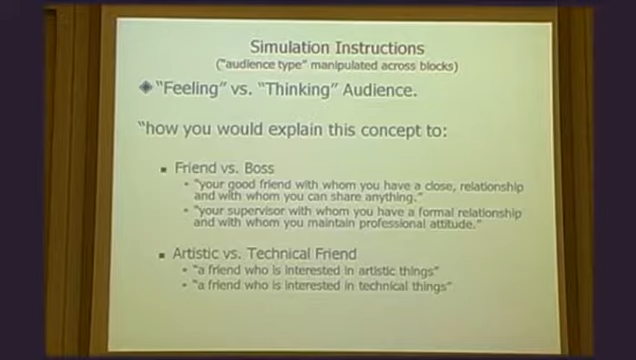 Simulation Instructions
("audience type" manipulated across blocks)
◈ "Feeling" vs. "Thinking" Audience.
"how you would explain this concept to:
▪ Friend vs. Boss
• "your good friend with whom you have a close, relationship
and with whom you can share anything."
• "your supervisor with whom you have a formal relationship
and with whom you maintain professional attitude."
▪ Artistic vs. Technical Friend
• "a friend who is interested in artistic things"
• "a friend who is interested in technical things"